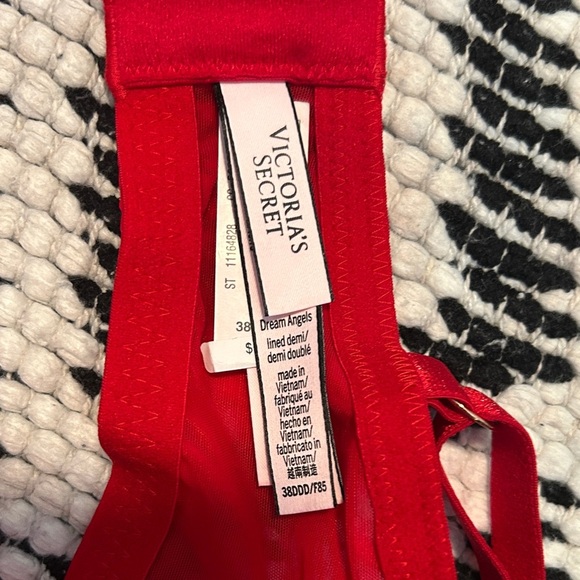 VICTORIA'S
SECRET
ST 11164828
38
$
Dream Angels
lined demi/
demi doublé
made in
Vietnam/
fabriqué au
Vietnam/
hecho en
Vietnam/
fabbricato in
Vietnam/
越南制造
38DDD/F85